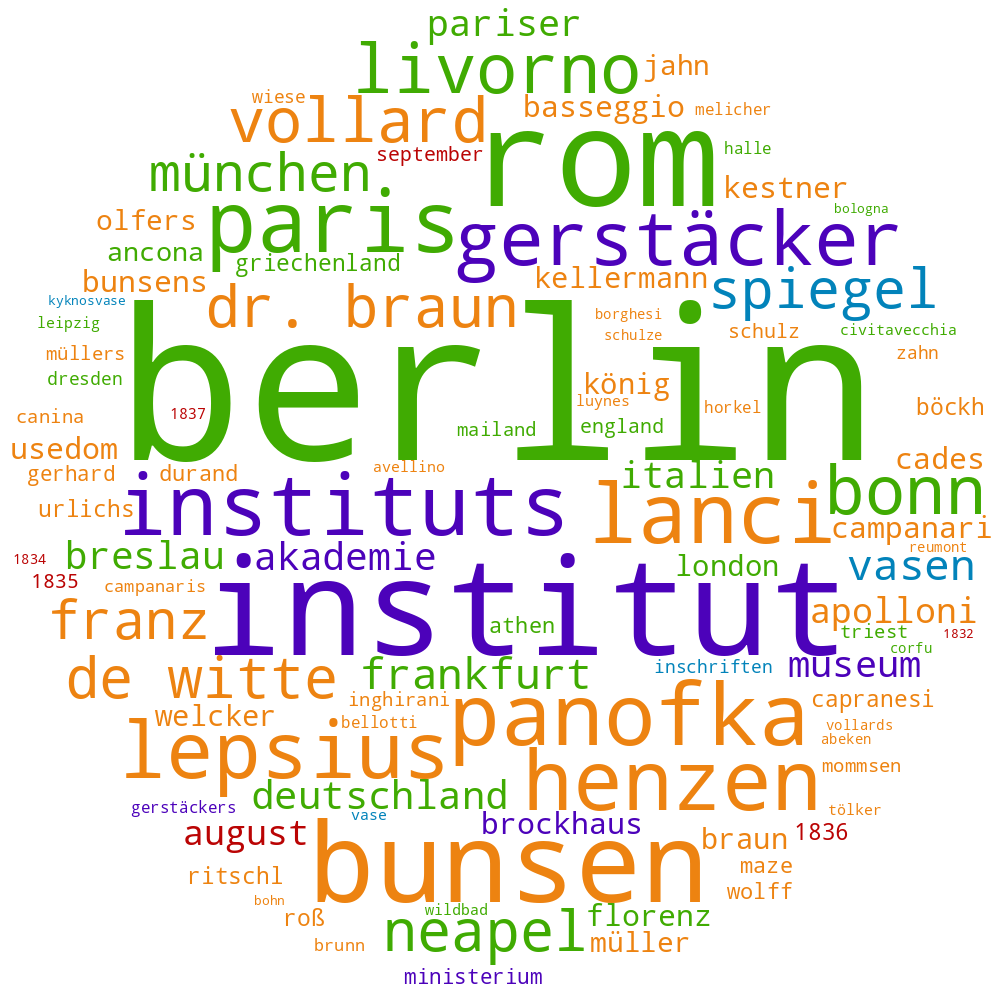 pariser
livorno
jahn
wiese
vollard
basseggio
melicher
rom
september
halle
münchen
kestner
paris
bologna
olfers
gerstäcker
ancona
griechenland
bunsens
kellermann
spiegel
kyknosvase
dr. braun
borghesi
leipzig
schulz
civitavecchia
schulze
müllers
zahn
berlin
dresden
könig
luynes
1837
horkel
böckh
canina
mailand
england
usedom
cades
avellino
gerhard
durand
italien
bonn
instituts
lanci
urlichs
campanari
reumont
1834
breslau
akademie
london
vasen
1835
campanaris
institut
franz
apolloni
athen
triest
1832
corfu
de witte
frankfurt
inschriften
museum
inghirani
capranesi
welcker
panofka
bellotti
vollards
abeken
lepsius
mommsen
henzen
deutschland
gerstäckers
vase
tölker
august
brockhaus
1836
braun
bunsen
maze
ritschl
wolff
bohn
wildbad
roß
florenz
neapel
müller
brunn
ministerium